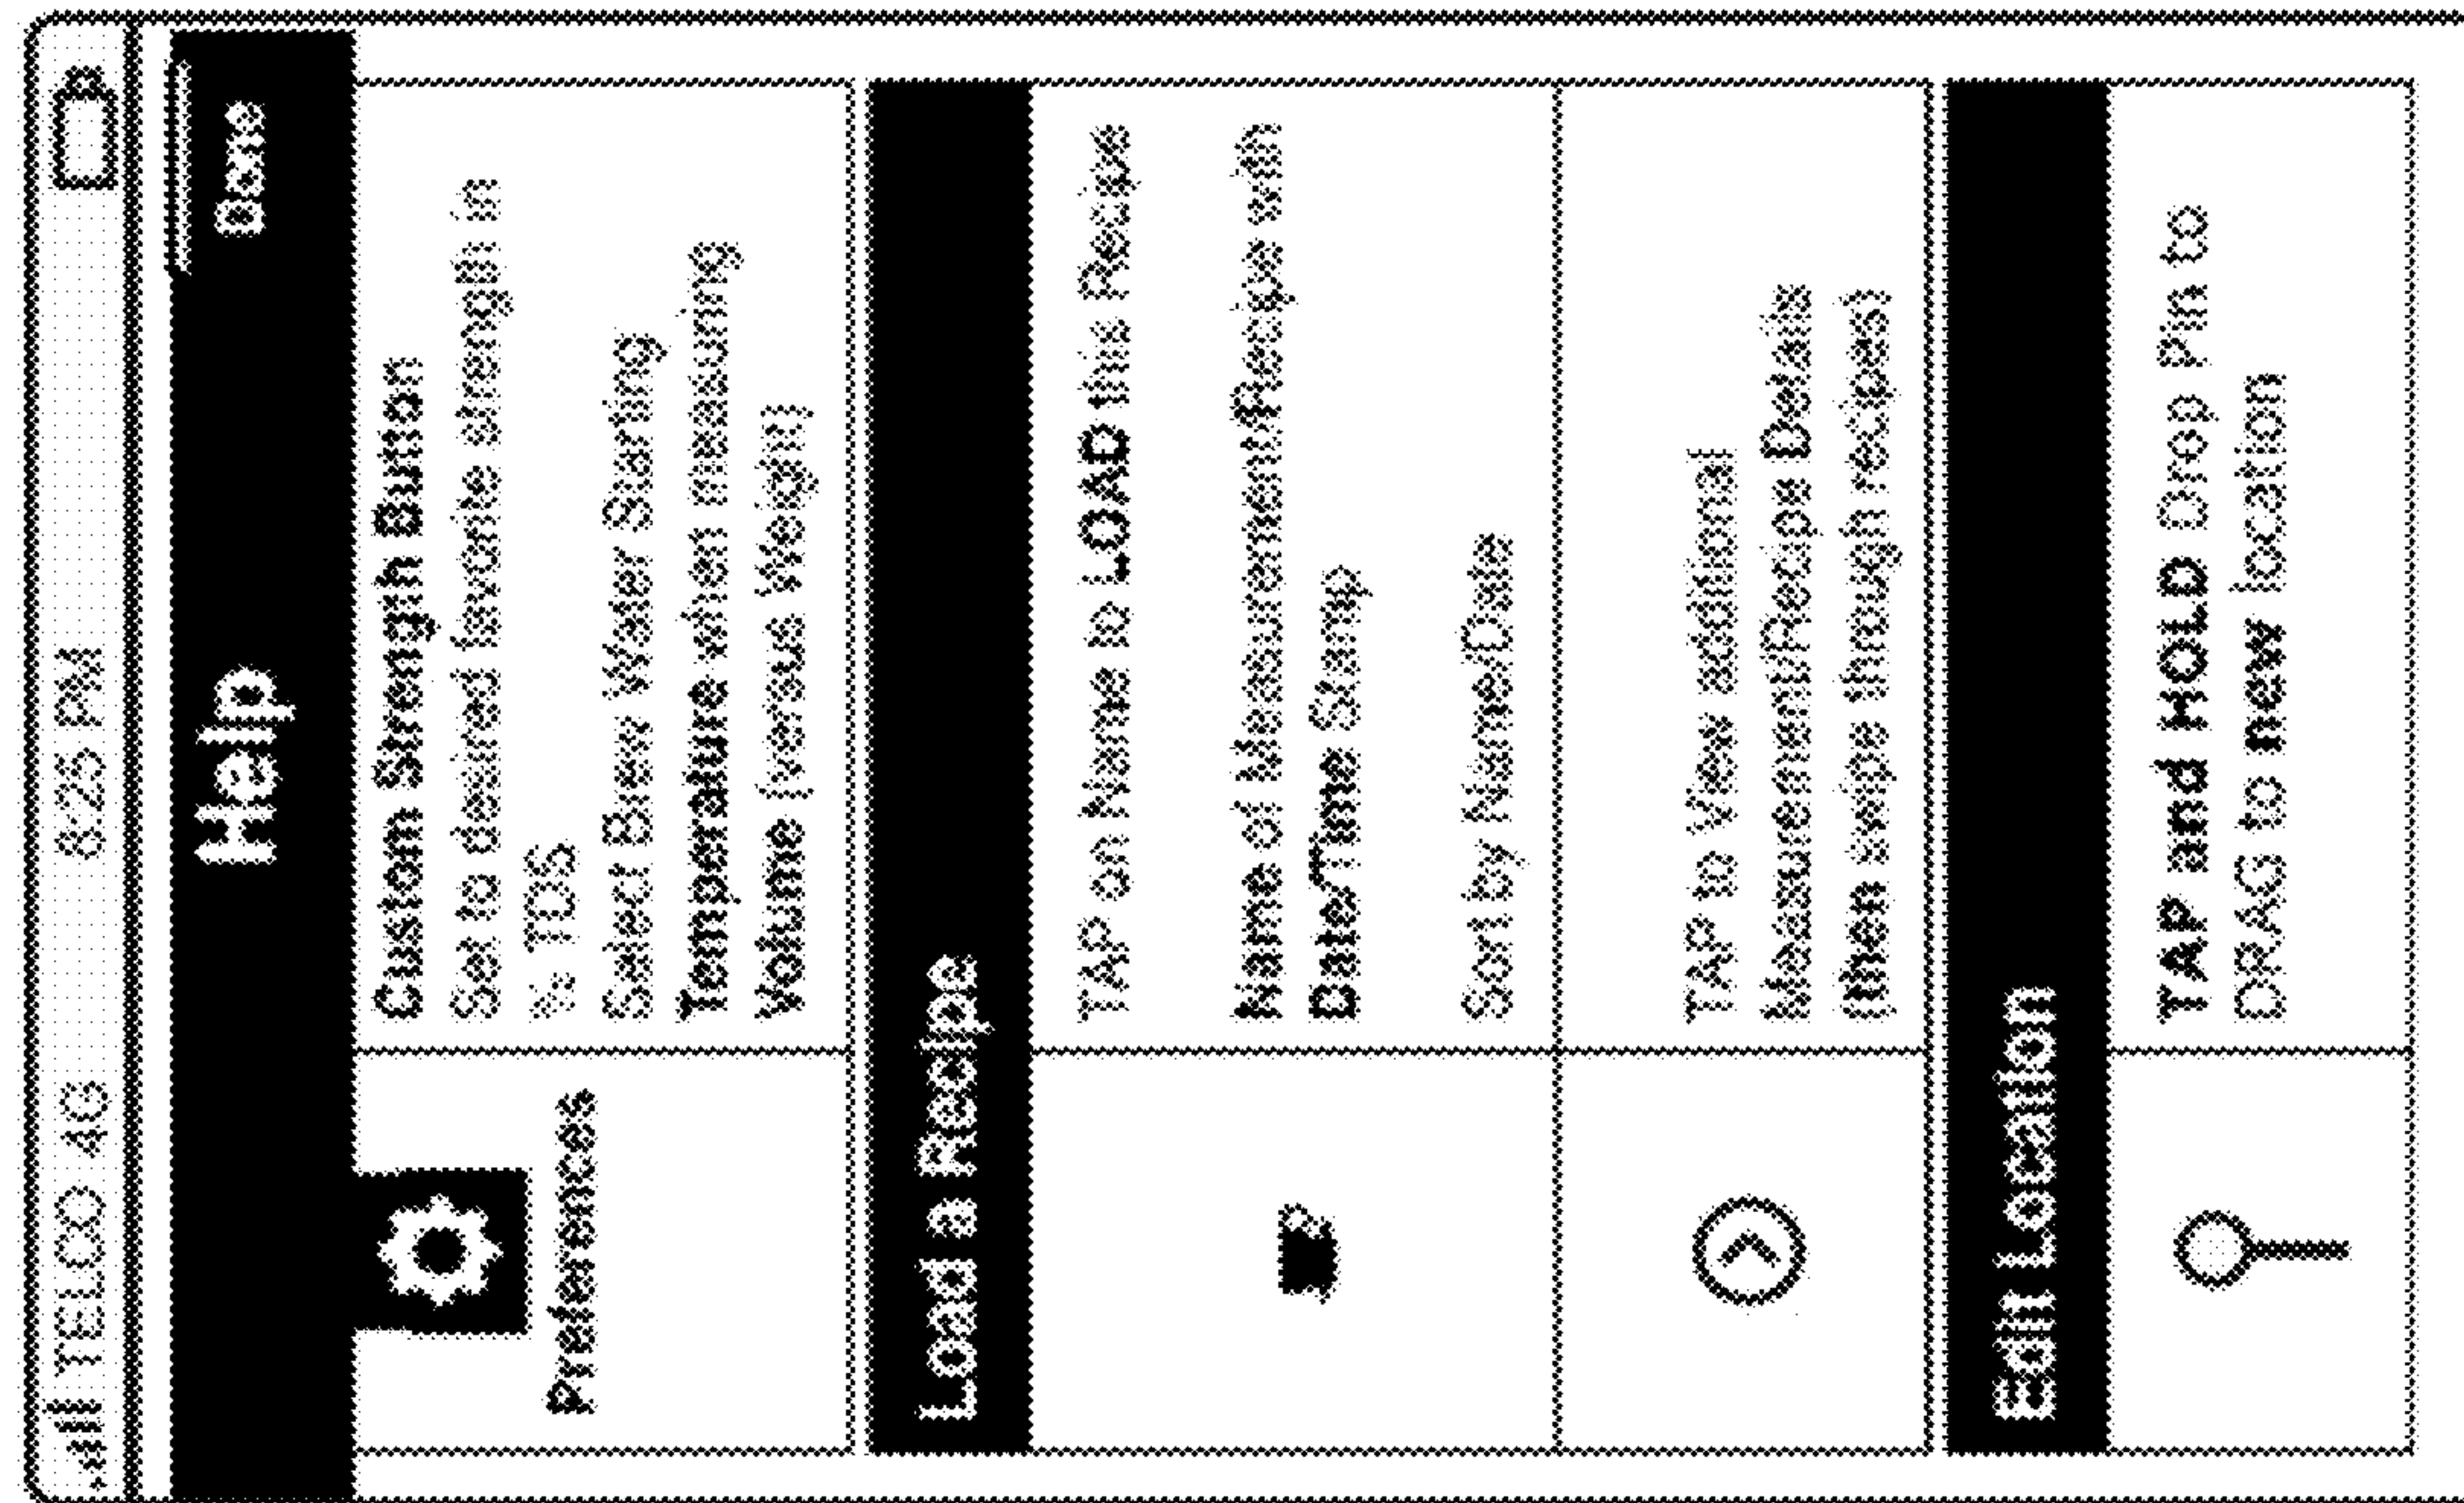 TELCO 4G 8:25 PM
Help
Done
Preferences
Custom Strength Button
Set to desired favorite strength in
% TDS
Select Brew Water Starting
Temperature when measuring
Volume (versus Weight)
Load a Recipe
TAP on Name to LOAD this Recipe
Name of Measurement/Recipe with
Date/Time Stamp
Sort by Name/Date
TAP to View additional
Measurement/Recipe Details
(then swipe through recipes)
Edit Location
TAP and HOLD Drop Pin to
DRAG to new location